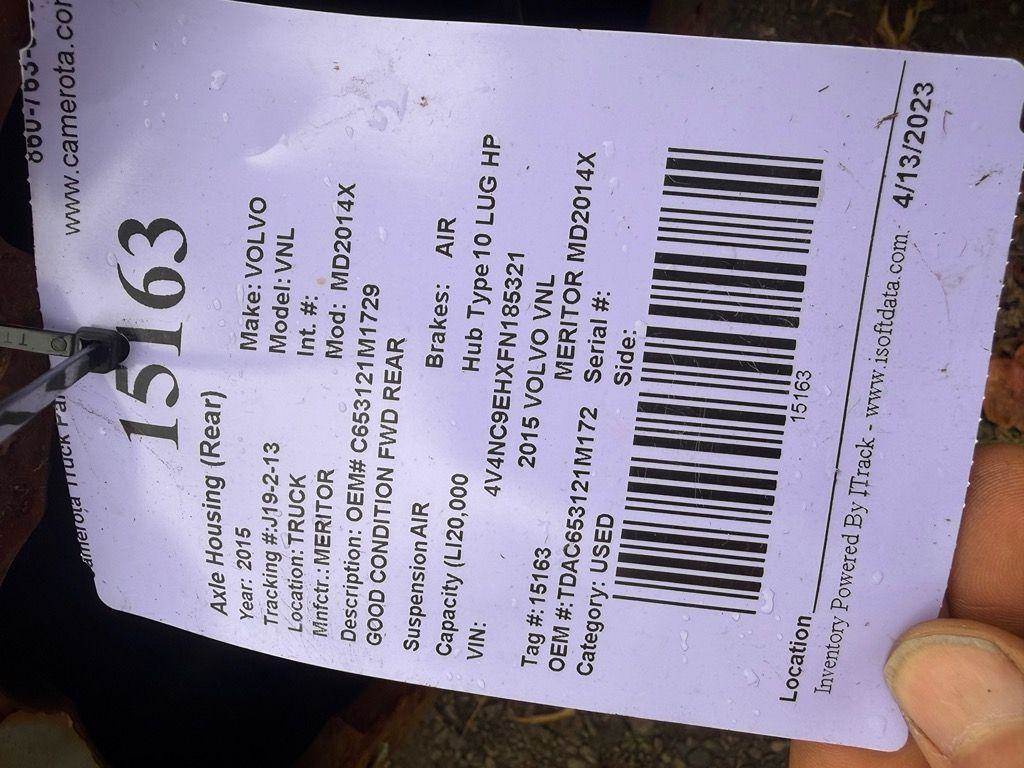 www.camerota.co
15163
Axle Housing (Rear)
Year: 2015 Make: VOLVO
Tracking #:J19-2-13 Model: VNL
Location: TRUCK Int. #:
Mnfctr.: MERITOR Mod: MD2014X
Description: OEM# C653121M1729
GOOD CONDITION FWD REAR
Suspension AIR Brakes: AIR
Capacity (LI20,000 Hub Type 10 LUG HP
VIN: 4V4NC9EHXFN185321
2015 VOLVO VNL
Tag #: 15163 MERITOR MD2014X
OEM #: TDAC653121M172 Serial #:
Category: USED Side:
15163
Location
Inventory Powered By ITrack - www.isoftdata.com 4/13/2023